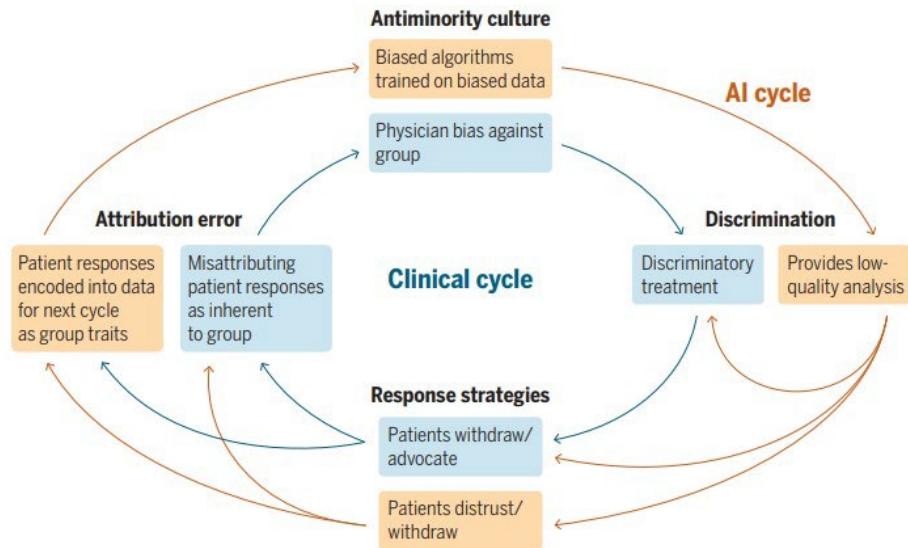 Antiminority culture
Biased algorithms
trained on biased data
AI cycle
Physician bias against
group
Attribution error
Discrimination
Patient responses
encoded into data
for next cycle
as group traits
Misattributing
patient responses
as inherent
to group
Clinical cycle
Discriminatory
treatment
Provides low-
quality analysis
Response strategies
Patients withdraw/
advocate
Patients distrust/
withdraw